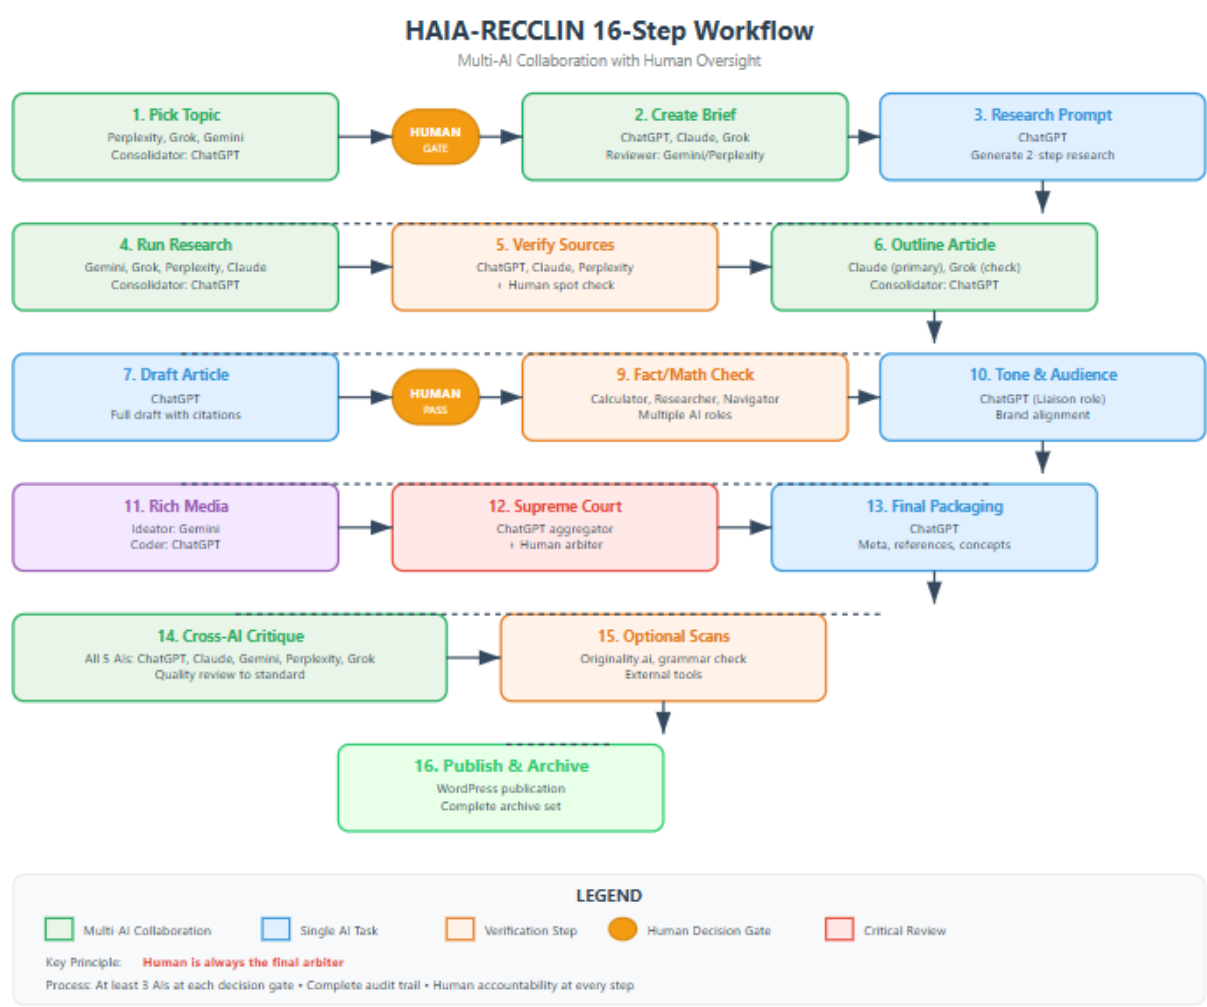 HAIA-RECCLIN 16-Step Workflow
Multi-AI Collaboration with Human Oversight
1. Pick Topic
Perplexity, Grok, Gemini
Consolidator: ChatGPT
HUMAN
GATE
2. Create Brief
ChatGPT, Claude, Grok
Reviewer: Gemini/Perplexity
3. Research Prompt
ChatGPT
Generate 2-step research
4. Run Research
Gemini, Grok, Perplexity, Claude
Consolidator: ChatGPT
5. Verify Sources
ChatGPT, Claude, Perplexity
+ Human spot check
6. Outline Article
Claude (primary), Grok (check)
Consolidator: ChatGPT
7. Draft Article
ChatGPT
Full draft with citations
HUMAN
PASS
9. Fact/Math Check
Calculator, Researcher, Navigator
Multiple AI roles
10. Tone & Audience
ChatGPT (Liaison role)
Brand alignment
11. Rich Media
Ideator: Gemini
Coder: ChatGPT
12. Supreme Court
ChatGPT aggregator
+ Human arbiter
13. Final Packaging
ChatGPT
Meta, references, concepts
14. Cross-AI Critique
All 5 AIs: ChatGPT, Claude, Gemini, Perplexity, Grok
Quality review to standard
15. Optional Scans
Originality.ai, grammar check
External tools
16. Publish & Archive
WordPress publication
Complete archive set
LEGEND
Multi-AI Collaboration
Single AI Task
Verification Step
Human Decision Gate
Critical Review
Key Principle: Human is always the final arbiter
Process: At least 3 AIs at each decision gate • Complete audit trail • Human accountability at every step